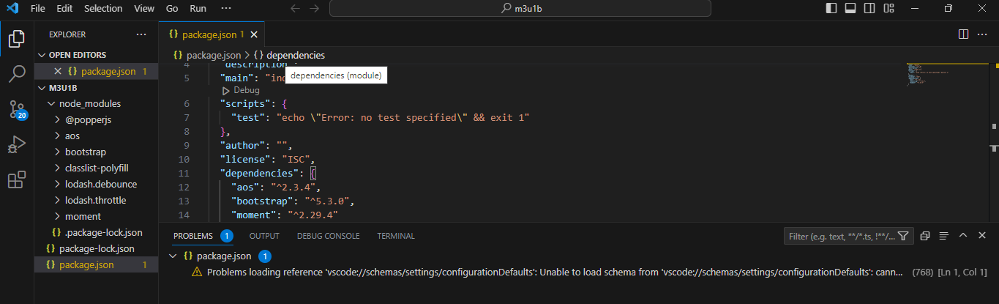 File Edit Selection View Go Run ··· m3u1b
EXPLORER ···
OPEN EDITORS
{} package.json 1
M3U1B
node_modules
@popperjs
aos
bootstrap
classlist-polyfill
lodash.debounce
lodash.throttle
moment
{} .package-lock.json
{} package-lock.json
{} package.json 1
20
{} package.json 1
{} package.json > {} dependencies
dependencies (module)
4 "description":
5 "main": "in
Debug
6 "scripts": {
7 "test": "echo \"Error: no test specified\" && exit 1"
8 },
9 "author": "",
10 "license": "ISC",
11 "dependencies": {
12 "aos": "^2.3.4",
13 "bootstrap": "^5.3.0",
14 "moment": "^2.29.4"
PROBLEMS 1 OUTPUT DEBUG CONSOLE TERMINAL Filter (e.g. text, **/*.ts, !**/...
{} package.json 1
Problems loading reference 'vscode://schemas/settings/configurationDefaults': Unable to load schema from 'vscode://schemas/settings/configurationDefaults': cann... (768) [Ln 1, Col 1]